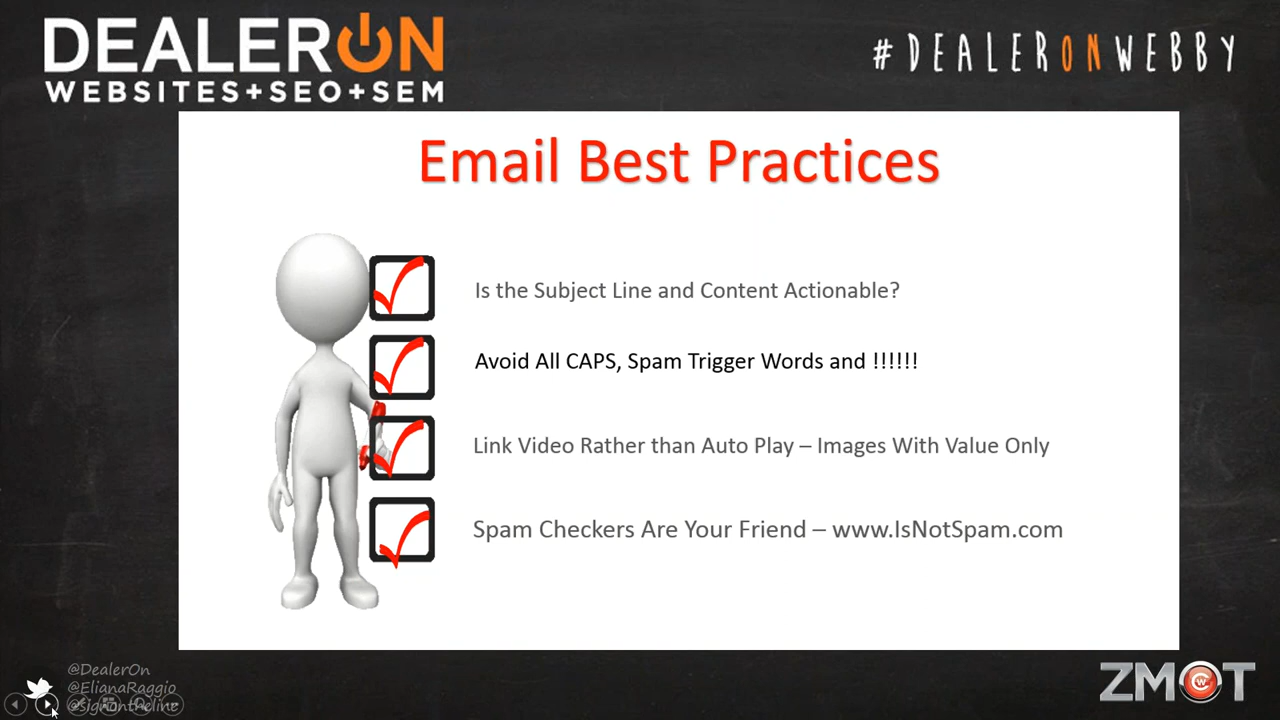 DEALERON
WEBSITES+SEO+SEM
#DEALERONWEBBY
Email Best Practices
Is the Subject Line and Content Actionable?
Avoid All CAPS, Spam Trigger Words and !!!!!!
Link Video Rather than Auto Play – Images With Value Only
Spam Checkers Are Your Friend – www.IsNotSpam.com
@DealerOn
@ElianaRaggio
@signontheline
ZMOT